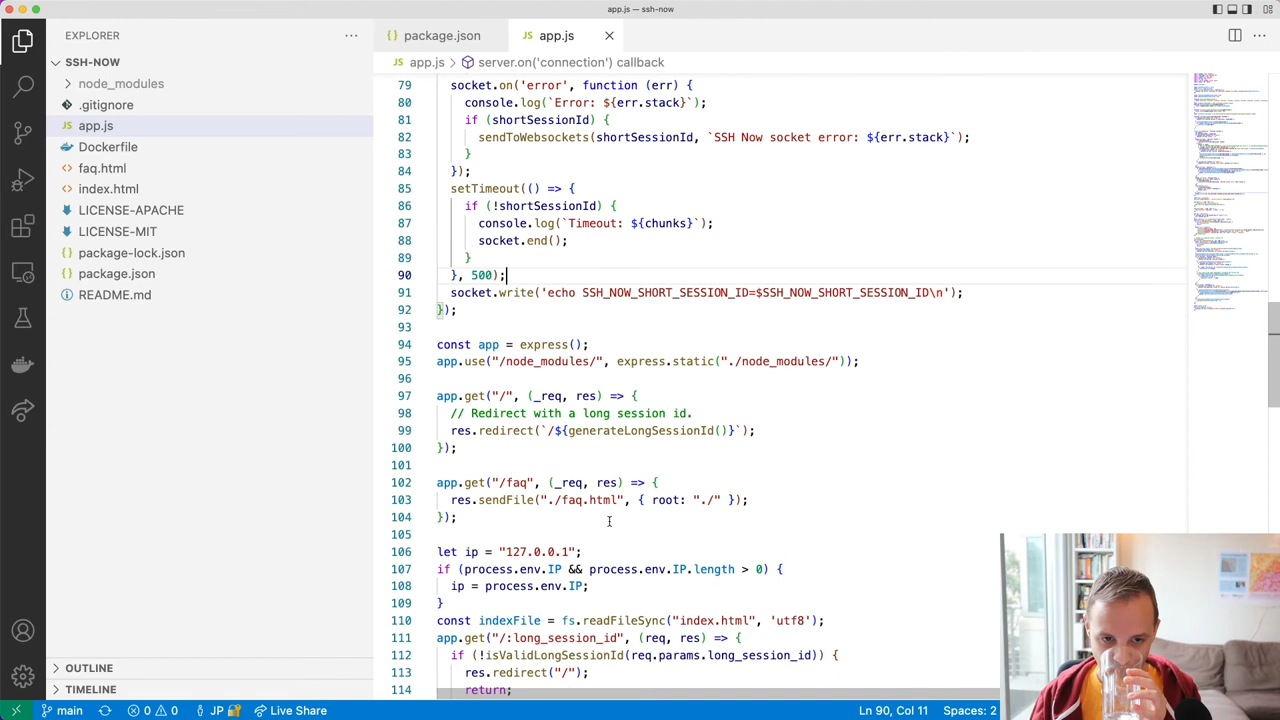 app.js — ssh-now
EXPLORER
SSH-NOW
node_modules
.gitignore
app.js
Dockerfile
faq.html
index.html
LICENSE-APACHE
LICENSE-MIT
package-lock.json
package.json
README.md
OUTLINE
TIMELINE
package.json
app.js
app.js
server.on('connection') callback
79 socket.on('error', function (err) {
80 console.log(`Error: ${err.stack}`);
81 if (shortSessionId) {
82 SSH Now socket error: ${err.stack}`);
83 }
84 });
85 setTimeout(() => {
86 if (!shortSessionId) {
87 console.log(`Timeout: ${chunks}`);
88 socket.end();
89 }
90 }, 500);
91
92 });
93
94 const app = express();
95 app.use("/node_modules/", express.static("./node_modules/"));
96
97 app.get("/", (_req, res) => {
98 // Redirect with a long session id.
99 res.redirect(`/${generateLongSessionId()}`);
100 });
101
102 app.get("/faq", (_req, res) => {
103 res.sendFile("./faq.html", { root: "./" });
104 });
105
106 let ip = "127.0.0.1";
107 if (process.env.IP && process.env.IP.length > 0) {
108 ip = process.env.IP;
109 }
110 const indexFile = fs.readFileSync("index.html", 'utf8');
111 app.get("/:long_session_id", (req, res) => {
112 if (!isValidLongSessionId(req.params.long_session_id)) {
113 res.redirect("/");
114 return;
main
0
0
JP
Live Share
Ln 90, Col 11
Spaces: 2